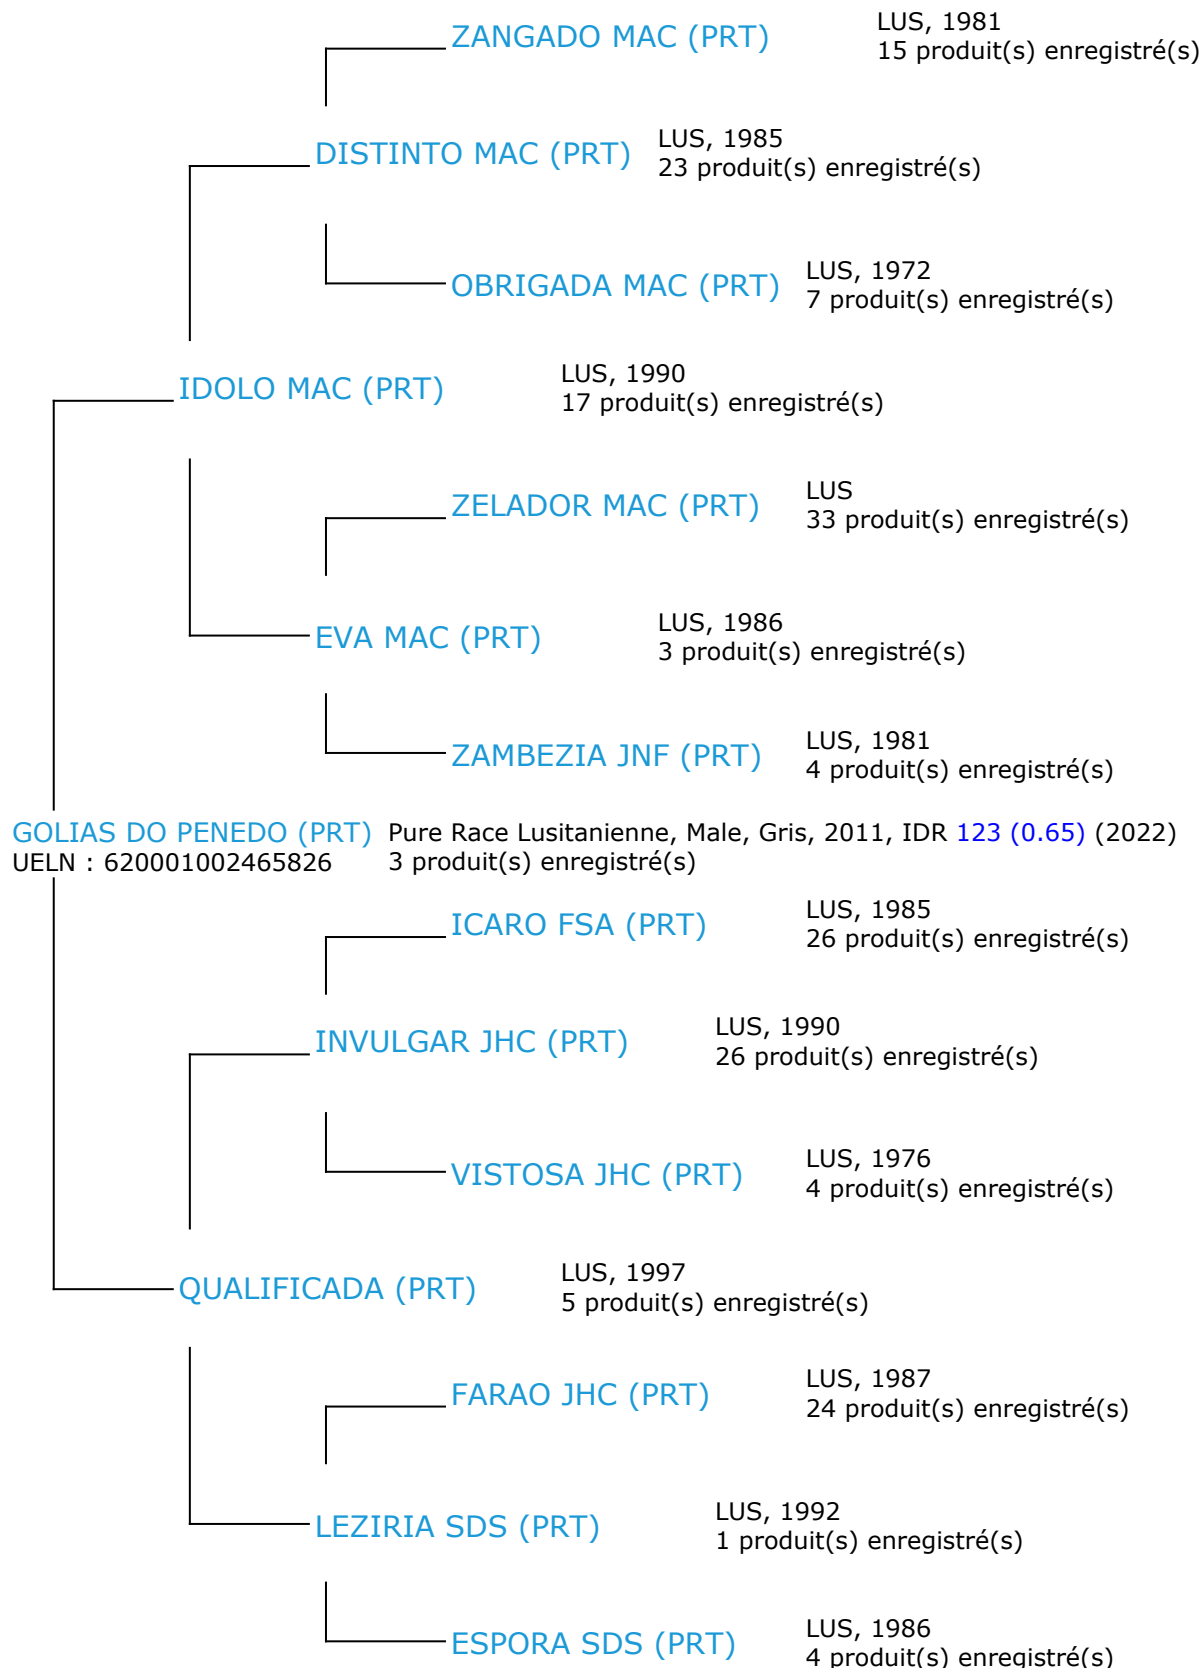 ZANGADO MAC (PRT)
LUS, 1981
15 produit(s) enregistré(s)
DISTINTO MAC (PRT)
LUS, 1985
23 produit(s) enregistré(s)
OBRIGADA MAC (PRT)
LUS, 1972
7 produit(s) enregistré(s)
IDOLO MAC (PRT)
LUS, 1990
17 produit(s) enregistré(s)
ZELADOR MAC (PRT)
LUS
33 produit(s) enregistré(s)
EVA MAC (PRT)
LUS, 1986
3 produit(s) enregistré(s)
ZAMBEZIA JNF (PRT)
LUS, 1981
4 produit(s) enregistré(s)
GOLIAS DO PENEDO (PRT)
UELN : 620001002465826
Pure Race Lusitanienne, Male, Gris, 2011, IDR 123 (0.65) (2022)
3 produit(s) enregistré(s)
ICARO FSA (PRT)
LUS, 1985
26 produit(s) enregistré(s)
INVULGAR JHC (PRT)
LUS, 1990
26 produit(s) enregistré(s)
VISTOSA JHC (PRT)
LUS, 1976
4 produit(s) enregistré(s)
QUALIFICADA (PRT)
LUS, 1997
5 produit(s) enregistré(s)
FARAO JHC (PRT)
LUS, 1987
24 produit(s) enregistré(s)
LEZIRIA SDS (PRT)
LUS, 1992
1 produit(s) enregistré(s)
ESPORA SDS (PRT)
LUS, 1986
4 produit(s) enregistré(s)